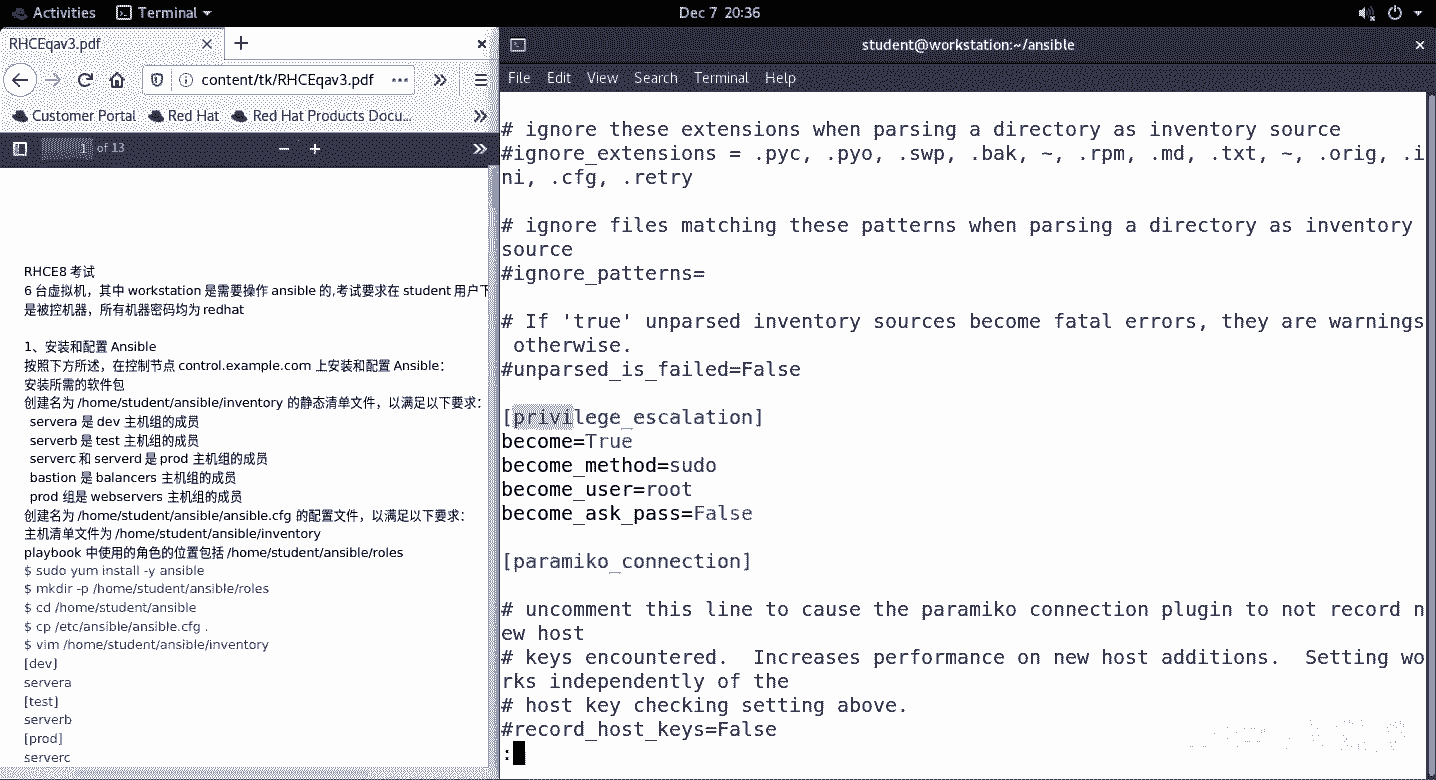 Activities
Terminal
Dec 7 20:36
RHCEqav3.pdf
content/tk/RHCEqav3.pdf
Customer Portal
Red Hat
Red Hat Products Docu...
1 of 13
RHCE8 考试
6 台虚拟机，其中 workstation 是需要操作 ansible 的,考试要求在 student 用户下
是被控机器，所有机器密码均为 redhat
1、安装和配置 Ansible
按照下方所述，在控制节点 control.example.com 上安装和配置 Ansible：
安装所需的软件包
创建名为 /home/student/ansible/inventory 的静态清单文件，以满足以下要求：
servera 是 dev 主机组的成员
serverb 是 test 主机组的成员
serverc 和 serverd 是 prod 主机组的成员
bastion 是 balancers 主机组的成员
prod 组是 webservers 主机组的成员
创建名为 /home/student/ansible/ansible.cfg 的配置文件，以满足以下要求：
主机清单文件为 /home/student/ansible/inventory
playbook 中使用的角色的位置包括 /home/student/ansible/roles
$ sudo yum install -y ansible
$ mkdir -p /home/student/ansible/roles
$ cd /home/student/ansible
$ cp /etc/ansible/ansible.cfg .
$ vim /home/student/ansible/inventory
[dev]
servera
[test]
serverb
[prod]
serverc
student@workstation:~/ansible
File Edit View Search Terminal Help
# ignore these extensions when parsing a directory as inventory source
#ignore_extensions = .pyc, .pyo, .swp, .bak, ~, .rpm, .md, .txt, ~, .orig, .i
ni, .cfg, .retry
# ignore files matching these patterns when parsing a directory as inventory
source
#ignore_patterns=
# If 'true' unparsed inventory sources become fatal errors, they are warnings
otherwise.
#unparsed_is_failed=False
[privilege_escalation]
become=True
become_method=sudo
become_user=root
become_ask_pass=False
[paramiko_connection]
# uncomment this line to cause the paramiko connection plugin to not record n
ew host
# keys encountered.  Increases performance on new host additions.  Setting wo
rks independently of the
# host key checking setting above.
#record_host_keys=False
: